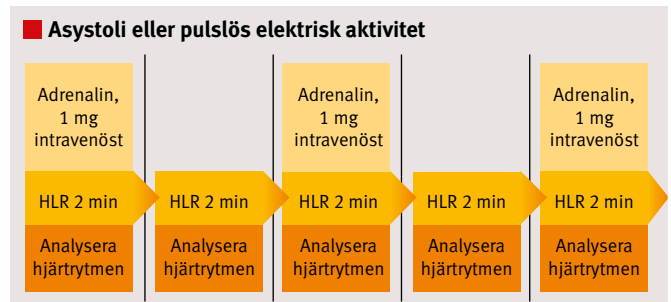 Asystoli eller pulslös elektrisk aktivitet
Adrenalin,
1 mg
intravenöst
Adrenalin,
1 mg
intravenöst
Adrenalin,
1 mg
intravenöst
HLR 2 min
HLR 2 min
HLR 2 min
HLR 2 min
HLR 2 min
Analysera
hjärtrytmen
Analysera
hjärtrytmen
Analysera
hjärtrytmen
Analysera
hjärtrytmen
Analysera
hjärtrytmen